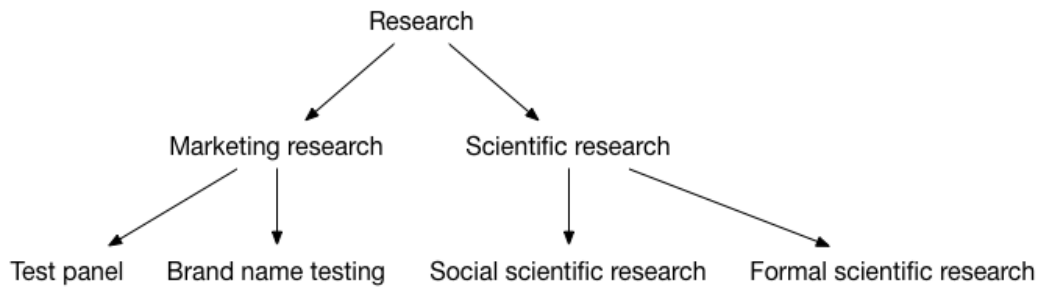 Research
Marketing research
Scientific research
Test panel
Brand name testing
Social scientific research
Formal scientific research